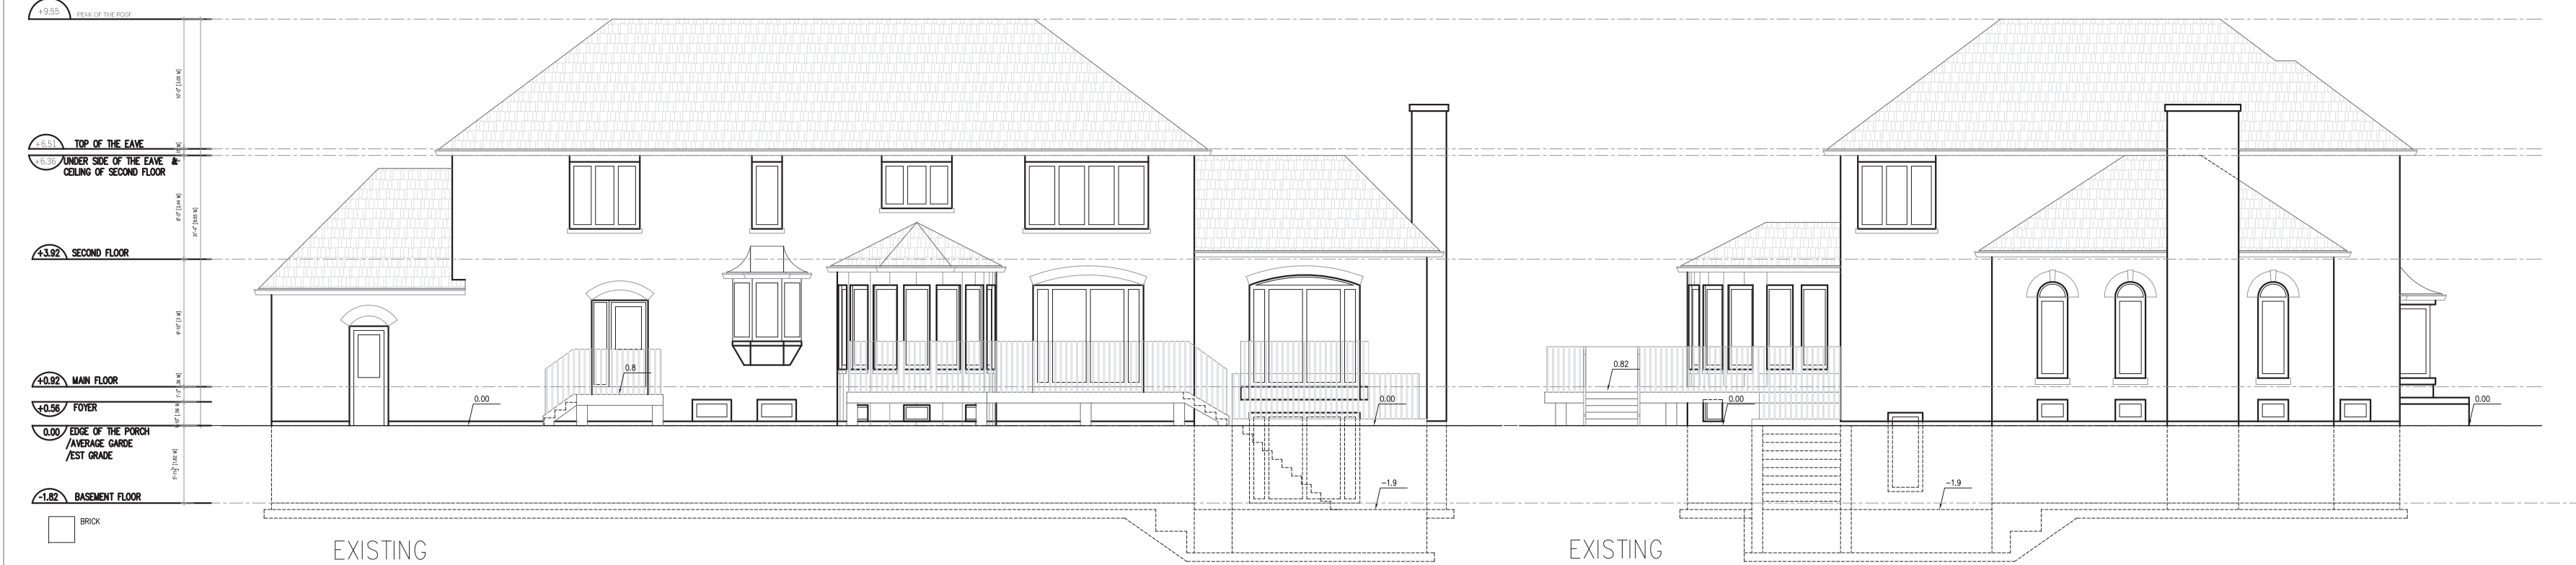 +9.55 PEAK OF THE ROOF
+6.51 TOP OF THE EAVE
+6.36 UNDER SIDE OF THE EAVE &
CEILING OF SECOND FLOOR
+3.92 SECOND FLOOR
+0.92 MAIN FLOOR
+0.56 FOYER
0.00 EDGE OF THE PORCH
/AVERAGE GARDE
/EST GRADE
-1.82 BASEMENT FLOOR
BRICK
0.00
0.8
0.00
-1.9
EXISTING
0.82
0.00
0.00
-1.9
EXISTING